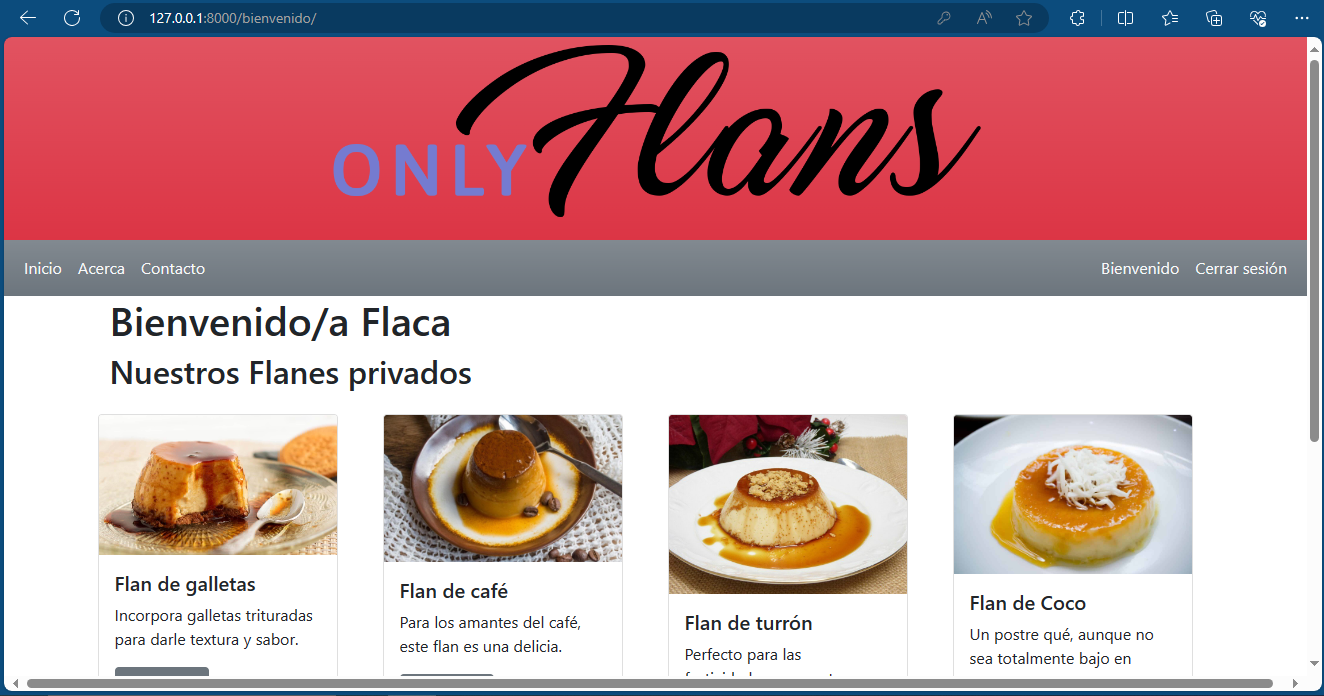 127.0.0.1:8000/bienvenido/
ONLY Flans
Inicio Acerca Contacto Bienvenido Cerrar sesión
Bienvenido/a Flaca
Nuestros Flanes privados
Flan de galletas
Incorpora galletas trituradas
para darle textura y sabor.
Flan de café
Para los amantes del café,
este flan es una delicia.
Flan de turrón
Perfecto para las
Flan de Coco
Un postre qué, aunque no
sea totalmente bajo en